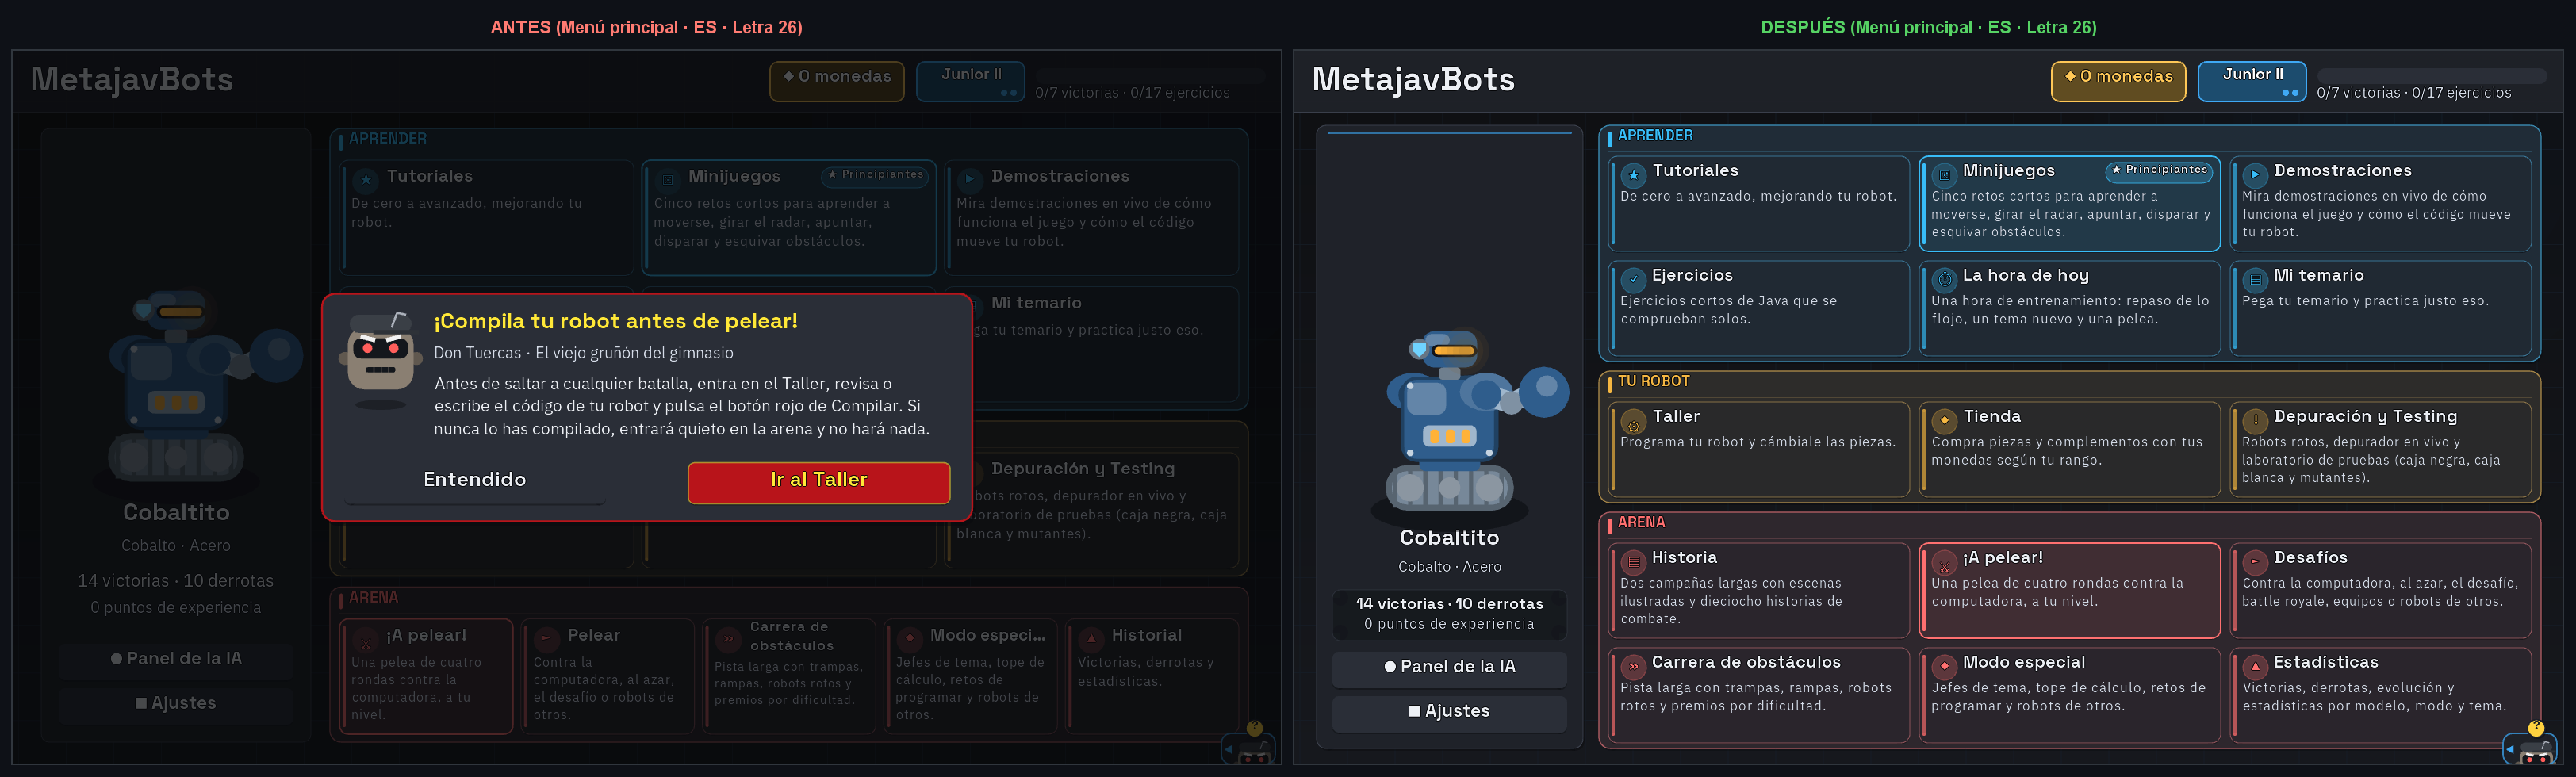 ANTES (Menú principal · ES · Letra 26)
MetajavBots
0 monedas
Junior II
0/7 victorias · 0/17 ejercicios
APRENDER
Tutoriales
De cero a avanzado, mejorando tu
robot.
Minijuegos
★ Principiantes
Cinco retos cortos para aprender a
moverse, girar el radar, apuntar,
disparar y esquivar obstáculos.
Demostraciones
Mira demostraciones en vivo de cómo
funciona el juego y cómo el código
mueve tu robot.
Mi temario
ga tu temario y practica justo eso.
¡Compila tu robot antes de pelear!
Don Tuercas · El viejo gruñón del gimnasio
Antes de saltar a cualquier batalla, entra en el Taller, revisa o
escribe el código de tu robot y pulsa el botón rojo de Compilar. Si
nunca lo has compilado, entrará quieto en la arena y no hará nada.
Entendido
Ir al Taller
Depuración y Testing
bots rotos, depurador en vivo y
boratorio de pruebas (caja negra, caja
blanca y mutantes).
Cobaltito
Cobalto · Acero
14 victorias · 10 derrotas
0 puntos de experiencia
Panel de la IA
Ajustes
ARENA
¡A pelear!
Una pelea de cuatro
rondas contra la
computadora, a tu
nivel.
Pelear
Contra la
computadora, al azar,
el desafío o robots de
otros.
Carrera de
obstáculos
Pista larga con trampas,
rampas, robots rotos y
premios por dificultad.
Modo especi...
Jefes de tema, tope de
cálculo, retos de
programar y robots de
otros.
Historial
Victorias, derrotas y
estadísticas.
?
DESPUÉS (Menú principal · ES · Letra 26)
MetajavBots
0 monedas
Junior II
0/7 victorias · 0/17 ejercicios
APRENDER
Tutoriales
De cero a avanzado, mejorando tu robot.
Minijuegos
★ Principiantes
Cinco retos cortos para aprender a
moverse, girar el radar, apuntar, disparar y
esquivar obstáculos.
Demostraciones
Mira demostraciones en vivo de cómo
funciona el juego y cómo el código mueve
tu robot.
Ejercicios
Ejercicios cortos de Java que se
comprueban solos.
La hora de hoy
Una hora de entrenamiento: repaso de lo
flojo, un tema nuevo y una pelea.
Mi temario
Pega tu temario y practica justo eso.
TU ROBOT
Taller
Programa tu robot y cámbiale las piezas.
Tienda
Compra piezas y complementos con tus
monedas según tu rango.
Depuración y Testing
Robots rotos, depurador en vivo y
laboratorio de pruebas (caja negra, caja
blanca y mutantes).
Cobaltito
Cobalto · Acero
14 victorias · 10 derrotas
0 puntos de experiencia
Panel de la IA
Ajustes
ARENA
Historia
Dos campañas largas con escenas
ilustradas y dieciocho historias de
combate.
¡A pelear!
Una pelea de cuatro rondas contra la
computadora, a tu nivel.
Desafíos
Contra la computadora, al azar, el desafío,
battle royale, equipos o robots de otros.
Carrera de obstáculos
Pista larga con trampas, rampas, robots
rotos y premios por dificultad.
Modo especial
Jefes de tema, tope de cálculo, retos de
programar y robots de otros.
Estadísticas
Victorias, derrotas, evolución y
estadísticas por modelo, modo y tema.
?